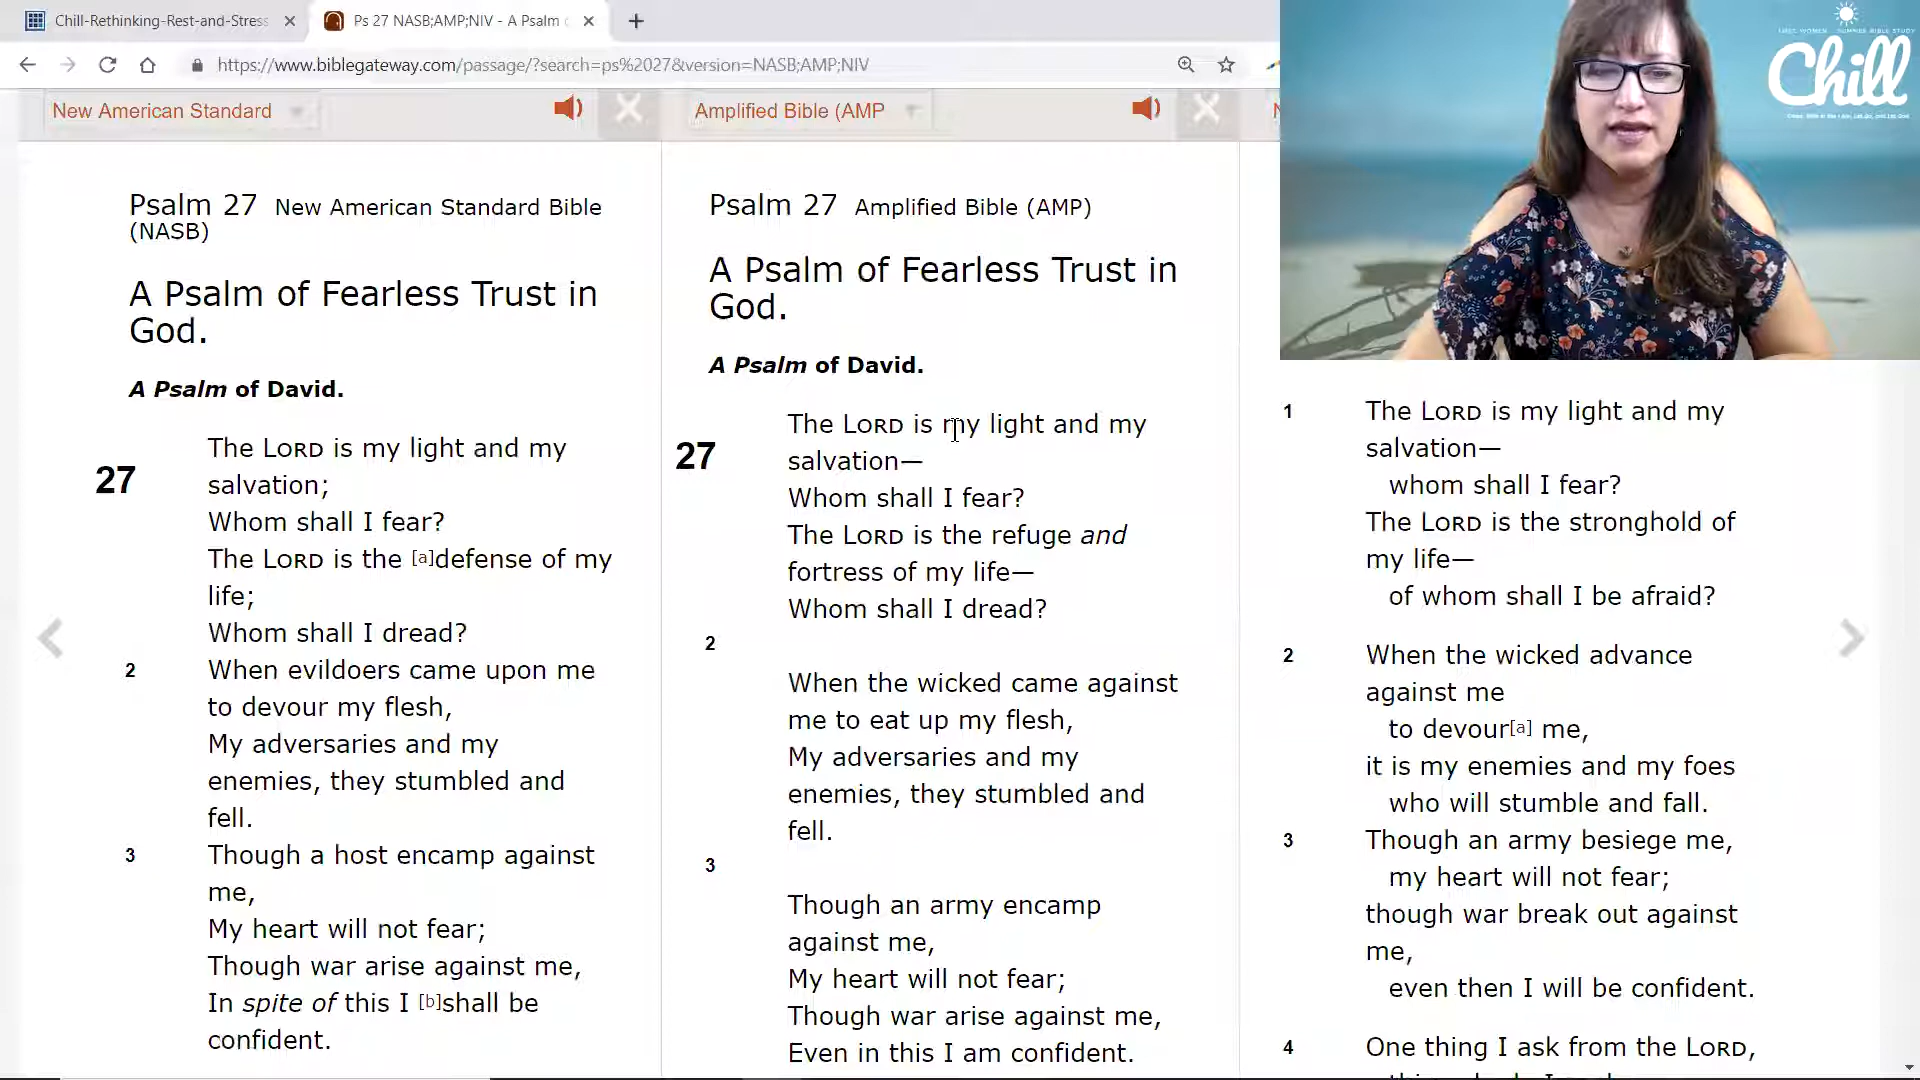 Chill-Rethinking-Rest-and-Stress
Ps 27 NASB;AMP;NIV - A Psalm
https://www.biblegateway.com/passage/?search=ps%2027&version=NASB;AMP;NIV
New American Standard
Amplified Bible (AMP
N
Chill
Psalm 27 New American Standard Bible
(NASB)
A Psalm of Fearless Trust in
God.
A Psalm of David.
27
The LORD is my light and my
salvation;
Whom shall I fear?
The LORD is the [a]defense of my
life;
Whom shall I dread?
2 When evildoers came upon me
to devour my flesh,
My adversaries and my
enemies, they stumbled and
fell.
3 Though a host encamp against
me,
My heart will not fear;
Though war arise against me,
In spite of this I [b]shall be
confident.
Psalm 27 Amplified Bible (AMP)
A Psalm of Fearless Trust in
God.
A Psalm of David.
27
The LORD is my light and my
salvation—
Whom shall I fear?
The LORD is the refuge and
fortress of my life—
Whom shall I dread?
2
When the wicked came against
me to eat up my flesh,
My adversaries and my
enemies, they stumbled and
fell.
3
Though an army encamp
against me,
My heart will not fear;
Though war arise against me,
Even in this I am confident.
1 The LORD is my light and my
salvation—
whom shall I fear?
The LORD is the stronghold of
my life—
of whom shall I be afraid?
2 When the wicked advance
against me
to devour[a] me,
it is my enemies and my foes
who will stumble and fall.
3 Though an army besiege me,
my heart will not fear;
though war break out against
me,
even then I will be confident.
4 One thing I ask from the LORD,